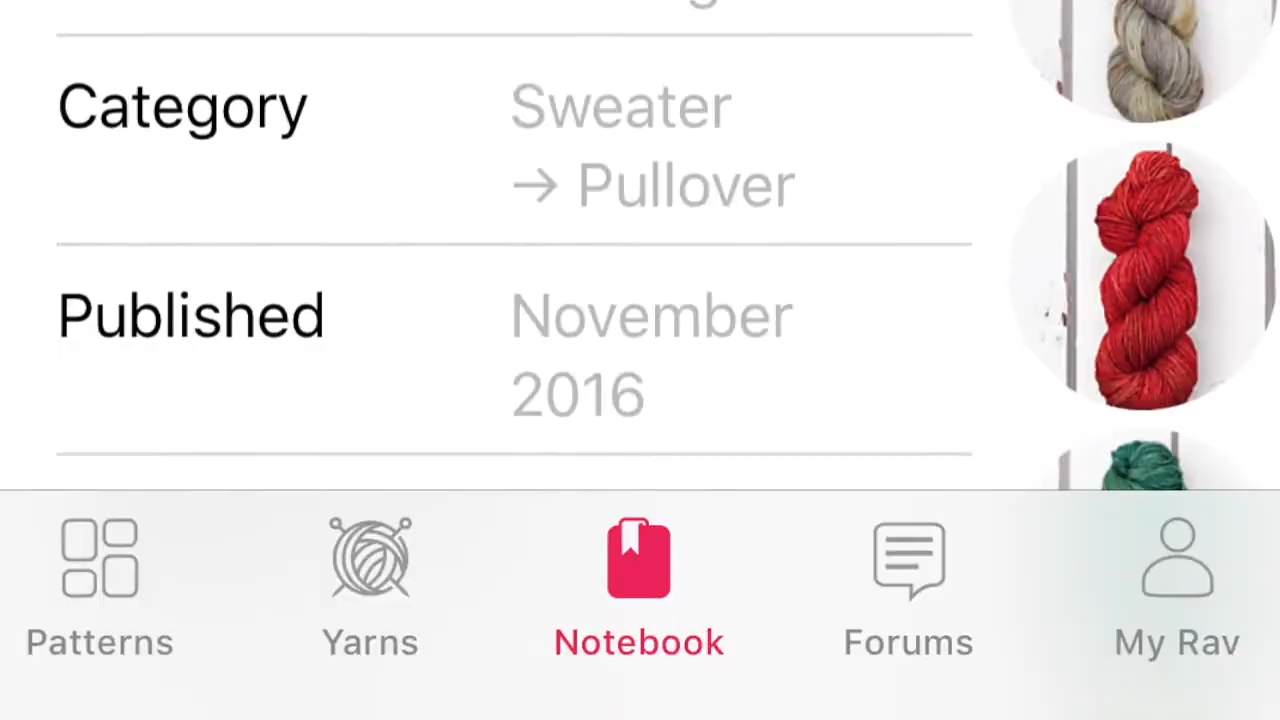 Category
Sweater
→ Pullover
Published
November
2016
Patterns
Yarns
Notebook
Forums
My Rav